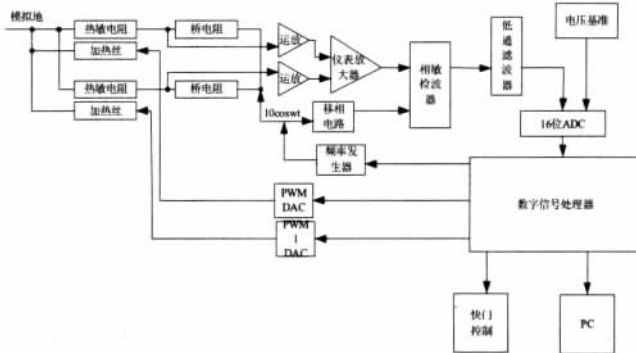 模拟地
热敏电阻
桥电阻
加热丝
热敏电阻
桥电阻
加热丝
运放
运放
仪表放
大器
相敏
检波
器
低
通
滤
波
器
电压基准
10coswt
移相
电路
频率发
生器
16位ADC
PWM
DAC
PWM
1
DAC
数字信号处理器
快门
控制
PC